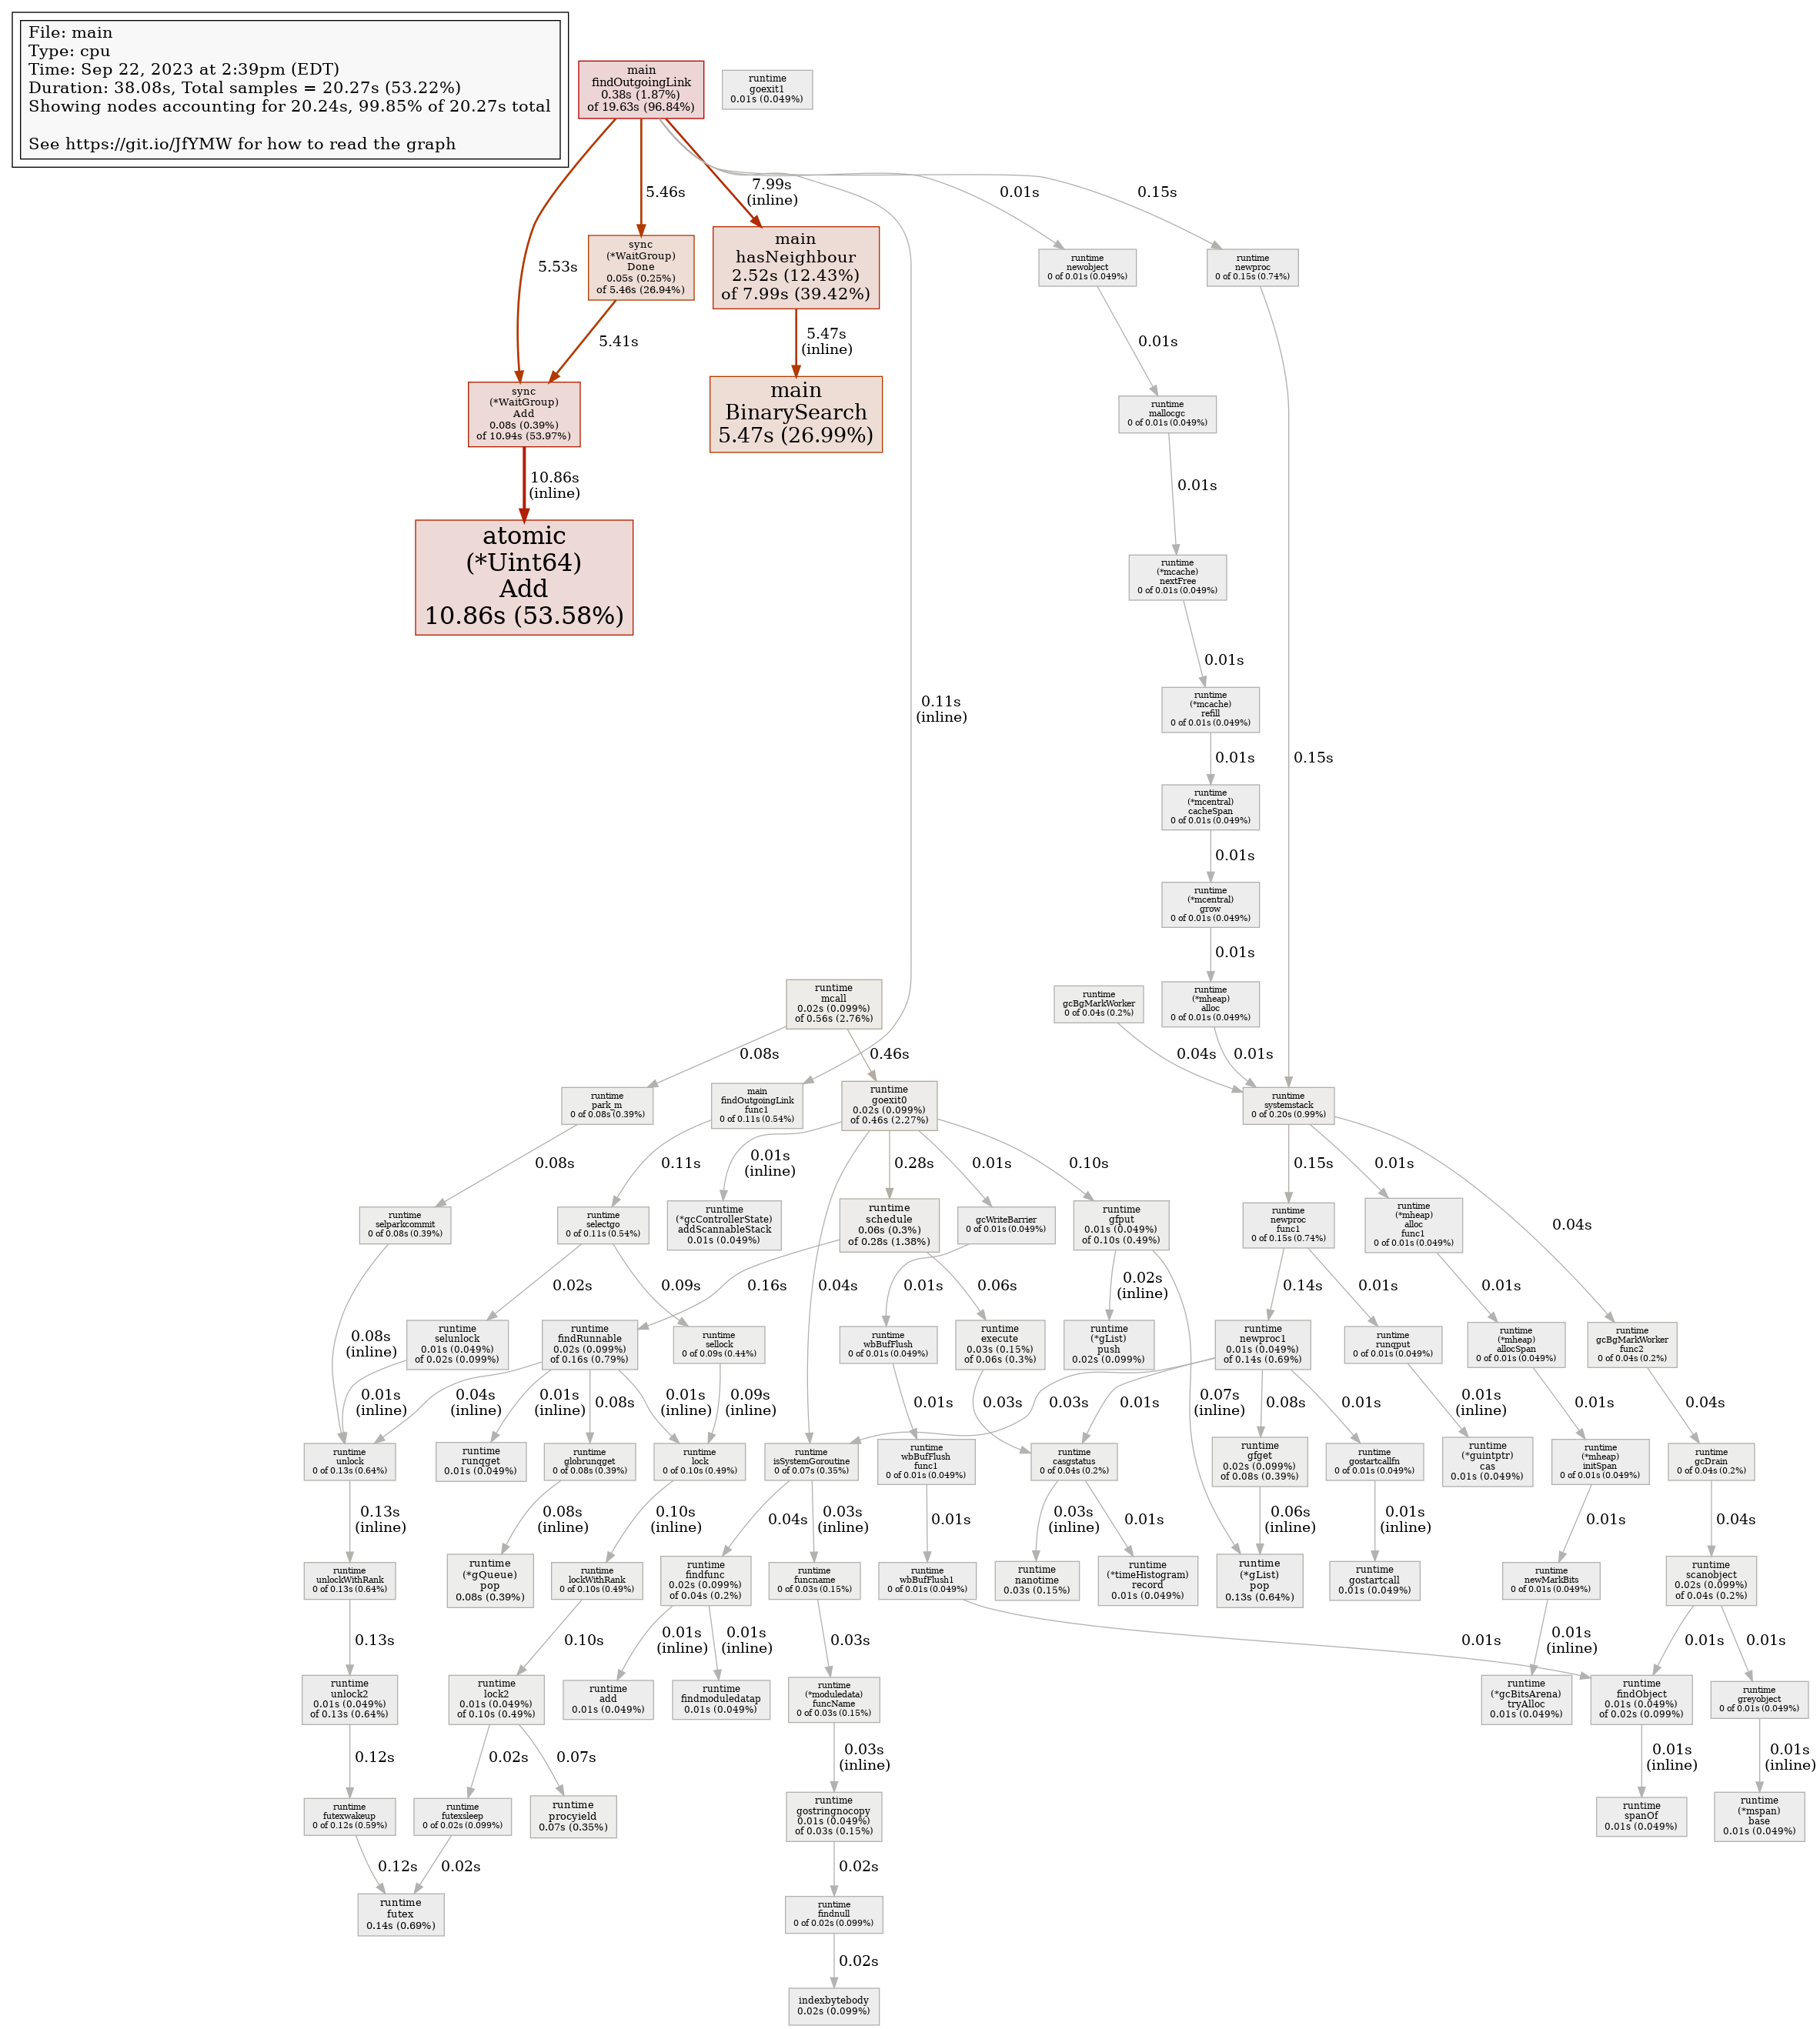 File: main
Type: cpu
Time: Sep 22, 2023 at 2:39pm (EDT)
Duration: 38.08s, Total samples = 20.27s (53.22%)
Showing nodes accounting for 20.24s, 99.85% of 20.27s total
See https://git.io/JfYMW for how to read the graph
main
findOutgoingLink
0.38s (1.87%)
of 19.63s (96.84%)
runtime
goexit1
0.01s (0.049%)
5.53s
5.46s
7.99s
(inline)
0.01s
0.15s
sync
(*WaitGroup)
Done
0.05s (0.25%)
of 5.46s (26.94%)
main
hasNeighbour
2.52s (12.43%)
of 7.99s (39.42%)
runtime
newobject
0 of 0.01s (0.049%)
runtime
newproc
0 of 0.15s (0.74%)
5.41s
5.47s
(inline)
0.01s
sync
(*WaitGroup)
Add
0.08s (0.39%)
of 10.94s (53.97%)
main
BinarySearch
5.47s (26.99%)
runtime
mallocgc
0 of 0.01s (0.049%)
10.86s
(inline)
0.01s
atomic
(*Uint64)
Add
10.86s (53.58%)
runtime
(*mcache)
nextFree
0 of 0.01s (0.049%)
0.01s
0.11s
(inline)
runtime
(*mcache)
refill
0 of 0.01s (0.049%)
0.01s
0.15s
runtime
(*mcentral)
cacheSpan
0 of 0.01s (0.049%)
0.01s
runtime
(*mcentral)
grow
0 of 0.01s (0.049%)
0.01s
runtime
mcall
0.02s (0.099%)
of 0.56s (2.76%)
runtime
gcBgMarkWorker
0 of 0.04s (0.2%)
runtime
(*mheap)
alloc
0 of 0.01s (0.049%)
0.08s
0.46s
0.04s
0.01s
runtime
park_m
0 of 0.08s (0.39%)
main
findOutgoingLink
func1
0 of 0.11s (0.54%)
runtime
goexit0
0.02s (0.099%)
of 0.46s (2.27%)
runtime
systemstack
0 of 0.20s (0.99%)
0.08s
0.11s
0.01s
(inline)
0.28s
0.01s
0.10s
0.15s
0.01s
0.04s
runtime
selparkcommit
0 of 0.08s (0.39%)
runtime
selectgo
0 of 0.11s (0.54%)
runtime
(*gcControllerState)
addScannableStack
0.01s (0.049%)
runtime
schedule
0.06s (0.3%)
of 0.28s (1.38%)
gcWriteBarrier
0 of 0.01s (0.049%)
runtime
gfput
0.01s (0.049%)
of 0.10s (0.49%)
runtime
newproc
func1
0 of 0.15s (0.74%)
runtime
(*mheap)
alloc
func1
0 of 0.01s (0.049%)
0.08s
(inline)
0.02s
0.09s
0.16s
0.04s
0.01s
0.06s
0.02s
(inline)
0.14s
0.01s
0.01s
runtime
selunlock
0.01s (0.049%)
of 0.02s (0.099%)
runtime
findRunnable
0.02s (0.099%)
of 0.16s (0.79%)
runtime
sellock
0 of 0.09s (0.44%)
runtime
wbBufFlush
0 of 0.01s (0.049%)
runtime
execute
0.03s (0.15%)
of 0.06s (0.3%)
runtime
(*gList)
push
0.02s (0.099%)
runtime
newproc1
0.01s (0.049%)
of 0.14s (0.69%)
runtime
runqput
0 of 0.01s (0.049%)
runtime
(*mheap)
allocSpan
0 of 0.01s (0.049%)
runtime
gcBgMarkWorker
func2
0 of 0.04s (0.2%)
0.01s
(inline)
0.04s
(inline)
0.01s
(inline)
0.08s
0.01s
(inline)
0.09s
(inline)
0.01s
0.03s
0.03s
0.01s
0.07s
(inline)
0.08s
0.01s
0.01s
(inline)
0.01s
0.04s
runtime
unlock
0 of 0.13s (0.64%)
runtime
runqget
0.01s (0.049%)
runtime
globrunqget
0 of 0.08s (0.39%)
runtime
lock
0 of 0.10s (0.49%)
runtime
isSystemGoroutine
0 of 0.07s (0.35%)
runtime
wbBufFlush
func1
0 of 0.01s (0.049%)
runtime
casgstatus
0 of 0.04s (0.2%)
runtime
gfget
0.02s (0.099%)
of 0.08s (0.39%)
runtime
gostartcallfn
0 of 0.01s (0.049%)
runtime
(*guintptr)
cas
0.01s (0.049%)
runtime
(*mheap)
initSpan
0 of 0.01s (0.049%)
runtime
gcDrain
0 of 0.04s (0.2%)
0.13s
(inline)
0.08s
(inline)
0.10s
(inline)
0.04s
0.03s
(inline)
0.01s
0.03s
(inline)
0.01s
0.06s
(inline)
0.01s
(inline)
0.01s
0.04s
runtime
unlockWithRank
0 of 0.13s (0.64%)
runtime
(*gQueue)
pop
0.08s (0.39%)
runtime
lockWithRank
0 of 0.10s (0.49%)
runtime
findfunc
0.02s (0.099%)
of 0.04s (0.2%)
runtime
funcname
0 of 0.03s (0.15%)
runtime
wbBufFlush1
0 of 0.01s (0.049%)
runtime
nanotime
0.03s (0.15%)
runtime
(*timeHistogram)
record
0.01s (0.049%)
runtime
(*gList)
pop
0.13s (0.64%)
runtime
gostartcall
0.01s (0.049%)
runtime
newMarkBits
0 of 0.01s (0.049%)
runtime
scanobject
0.02s (0.099%)
of 0.04s (0.2%)
0.13s
0.10s
0.01s
(inline)
0.01s
(inline)
0.03s
0.01s
0.01s
(inline)
0.01s
0.01s
runtime
unlock2
0.01s (0.049%)
of 0.13s (0.64%)
runtime
lock2
0.01s (0.049%)
of 0.10s (0.49%)
runtime
add
0.01s (0.049%)
runtime
findmoduledatap
0.01s (0.049%)
runtime
(*moduledata)
funcName
0 of 0.03s (0.15%)
runtime
(*gcBitsArena)
tryAlloc
0.01s (0.049%)
runtime
findObject
0.01s (0.049%)
of 0.02s (0.099%)
runtime
greyobject
0 of 0.01s (0.049%)
0.12s
0.02s
0.07s
0.03s
(inline)
0.01s
(inline)
0.01s
(inline)
runtime
futexwakeup
0 of 0.12s (0.59%)
runtime
futexsleep
0 of 0.02s (0.099%)
runtime
procyield
0.07s (0.35%)
runtime
gostringnocopy
0.01s (0.049%)
of 0.03s (0.15%)
runtime
spanOf
0.01s (0.049%)
runtime
(*mspan)
base
0.01s (0.049%)
0.12s
0.02s
0.02s
runtime
futex
0.14s (0.69%)
runtime
findnull
0 of 0.02s (0.099%)
0.02s
indexbytebody
0.02s (0.099%)